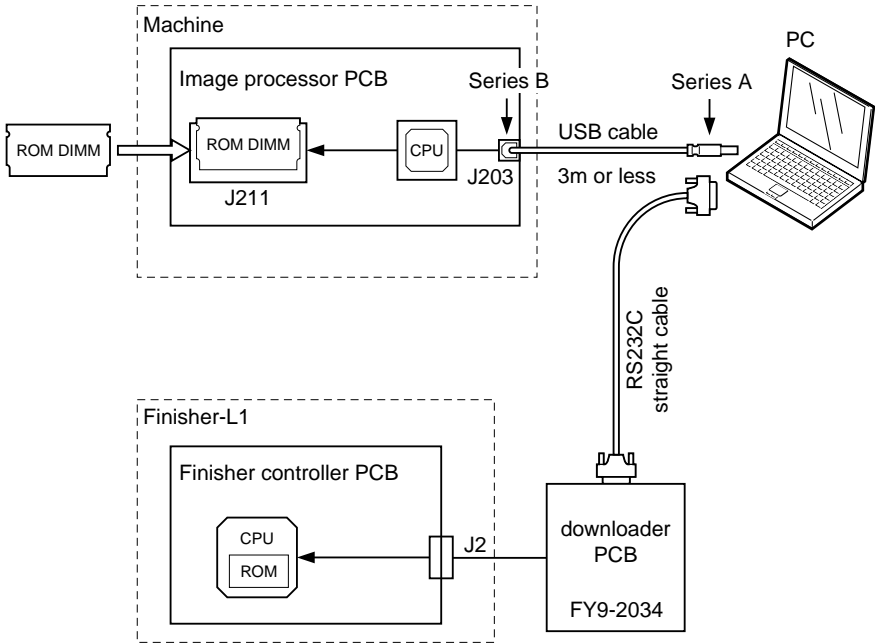 Machine
PC
Image processor PCB
Series B
Series A
USB cable
ROM DIMM
ROM DIMM
CPU
J203
3m or less
J211
RS232C
straight cable
Finisher-L1
Finisher controller PCB
CPU
ROM
J2
downloader
PCB
FY9-2034